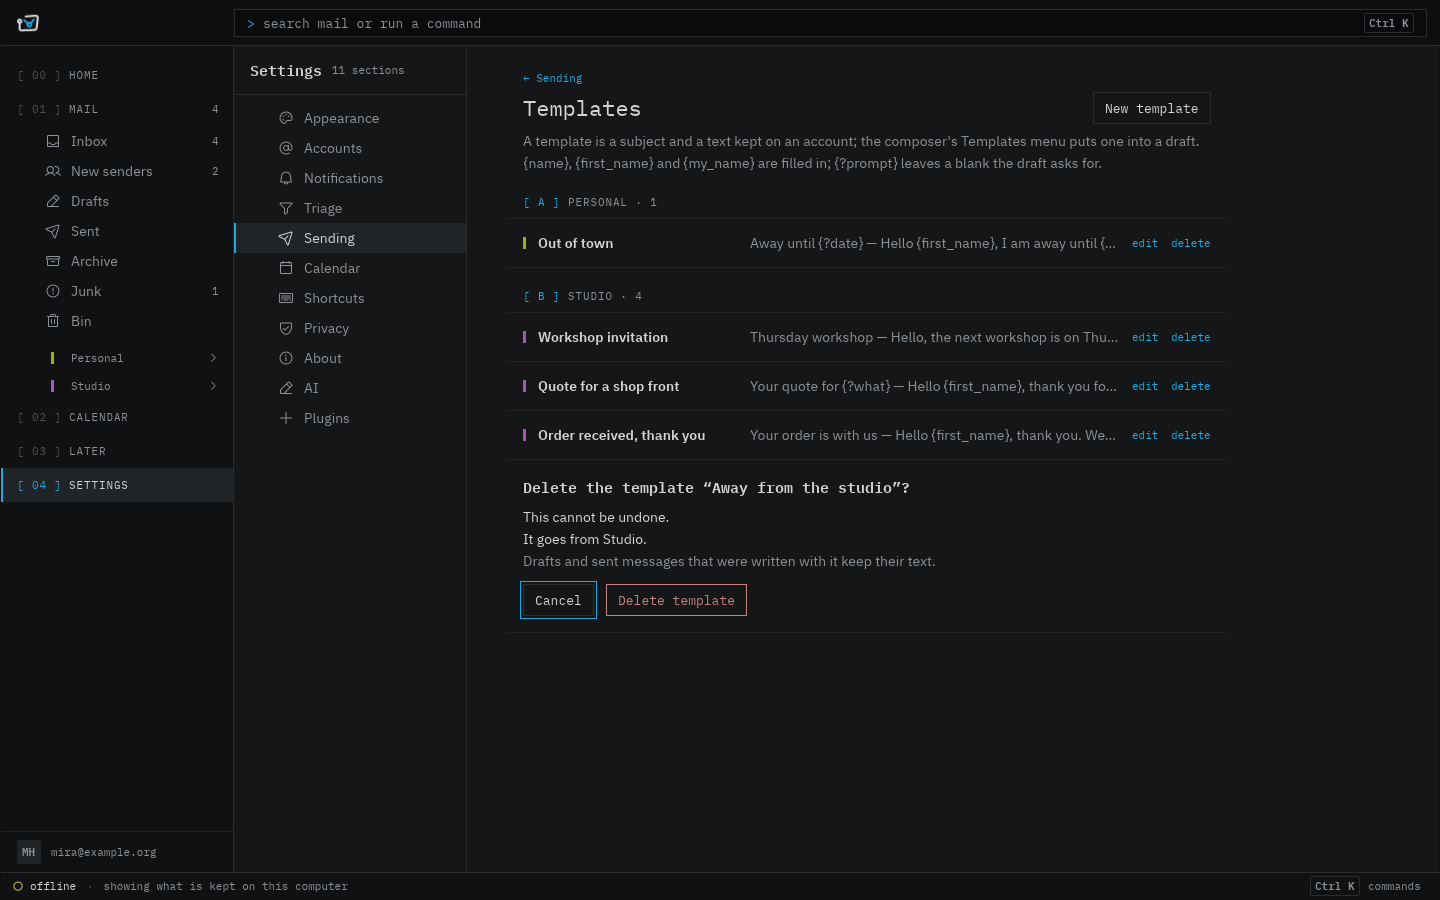 > search mail or run a command
Ctrl K
[ 00 ] HOME
[ 01 ] MAIL 4
Inbox 4
New senders 2
Drafts
Sent
Archive
Junk 1
Bin
Personal
Studio
[ 02 ] CALENDAR
[ 03 ] LATER
[ 04 ] SETTINGS
MH mira@example.org
Settings 11 sections
Appearance
Accounts
Notifications
Triage
Sending
Calendar
Shortcuts
Privacy
About
AI
Plugins
← Sending
Templates
New template
A template is a subject and a text kept on an account; the composer's Templates menu puts one into a draft.
{name}, {first_name} and {my_name} are filled in; {?prompt} leaves a blank the draft asks for.
[ A ] PERSONAL · 1
Out of town Away until {?date} — Hello {first_name}, I am away until {... edit delete
[ B ] STUDIO · 4
Workshop invitation Thursday workshop — Hello, the next workshop is on Thu... edit delete
Quote for a shop front Your quote for {?what} — Hello {first_name}, thank you fo... edit delete
Order received, thank you Your order is with us — Hello {first_name}, thank you. We... edit delete
Delete the template “Away from the studio”?
This cannot be undone.
It goes from Studio.
Drafts and sent messages that were written with it keep their text.
Cancel Delete template
offline · showing what is kept on this computer
Ctrl K commands